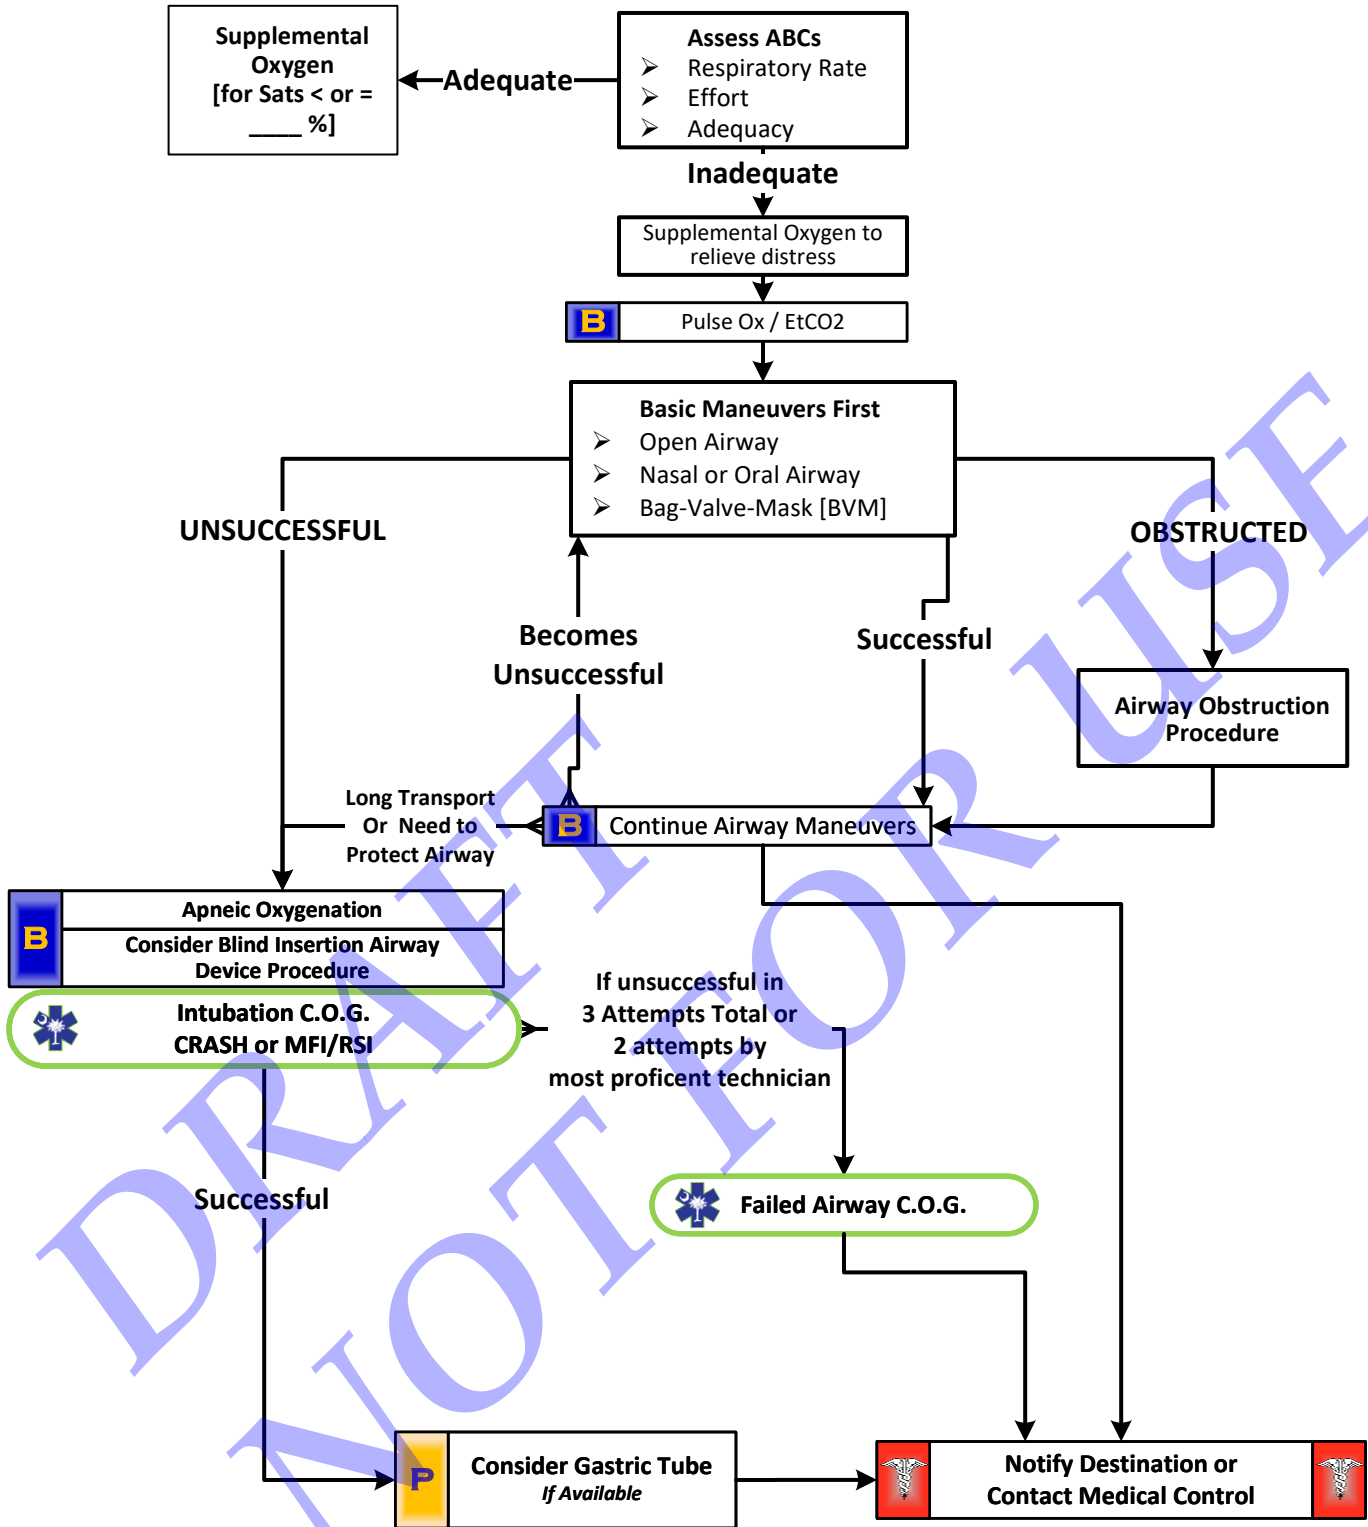 Supplemental
Oxygen
[for Sats < or =
____ %]
Adequate
Assess ABCs
➢ Respiratory Rate
➢ Effort
➢ Adequacy
Inadequate
Supplemental Oxygen to
relieve distress
B
Pulse Ox / EtCO2
Basic Maneuvers First
➢ Open Airway
➢ Nasal or Oral Airway
➢ Bag-Valve-Mask [BVM]
UNSUCCESSFUL
OBSTRUCTED
Becomes
Unsuccessful
Successful
Airway Obstruction
Procedure
Long Transport
Or Need to
Protect Airway
B
Continue Airway Maneuvers
B
Apneic Oxygenation
Consider Blind Insertion Airway
Device Procedure
Intubation C.O.G.
CRASH or MFI/RSI
If unsuccessful in
3 Attempts Total or
2 attempts by
most proficent technician
Successful
Failed Airway C.O.G.
P
Consider Gastric Tube
If Available
Notify Destination or
Contact Medical Control
DRAFT
NOT FOR USE